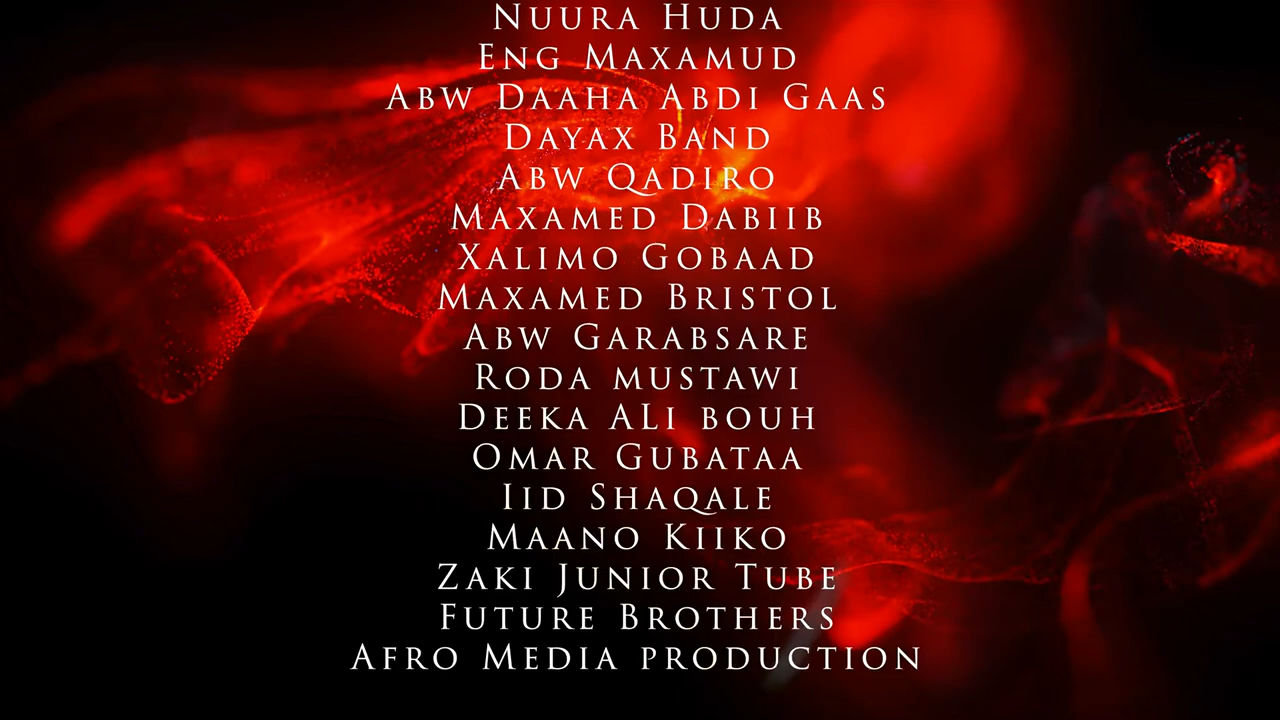 Nuura Huda
Eng Maxamud
Abw Daaha Abdi Gaas
Dayax Band
Abw Qadiro
Maxamed Dabiib
Xalimo Gobaad
Maxamed Bristol
Abw Garabsare
Roda mustawi
Deeka ALi bouh
Omar Gubataa
Iid Shaqale
Maano Kiiko
Zaki Junior Tube
Future Brothers
Afro Media production